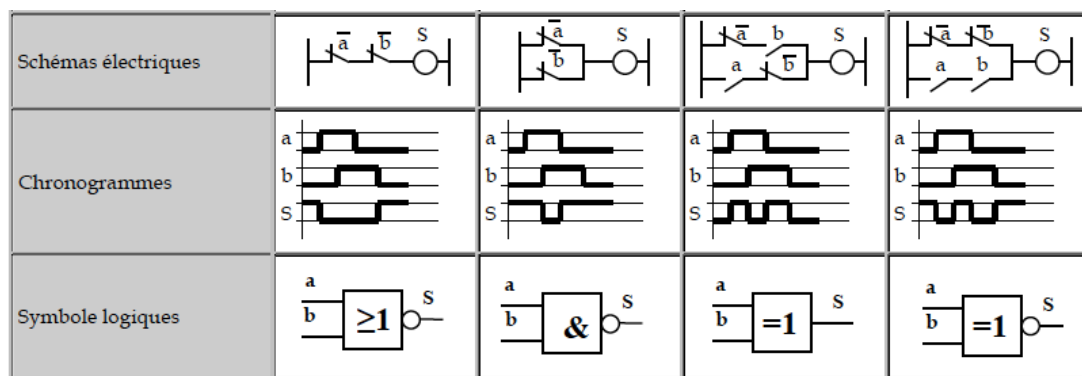 Schémas électriques
a̅ b̅ S
a̅ S
b̅
a̅ b S
a b̅
a̅ b̅ S
a b
Chronogrammes
a
b
S
a
b
S
a
b
S
a
b
S
Symbole logiques
a
b ≥1 S
a
b & S
a
b =1 S
a
b =1 S